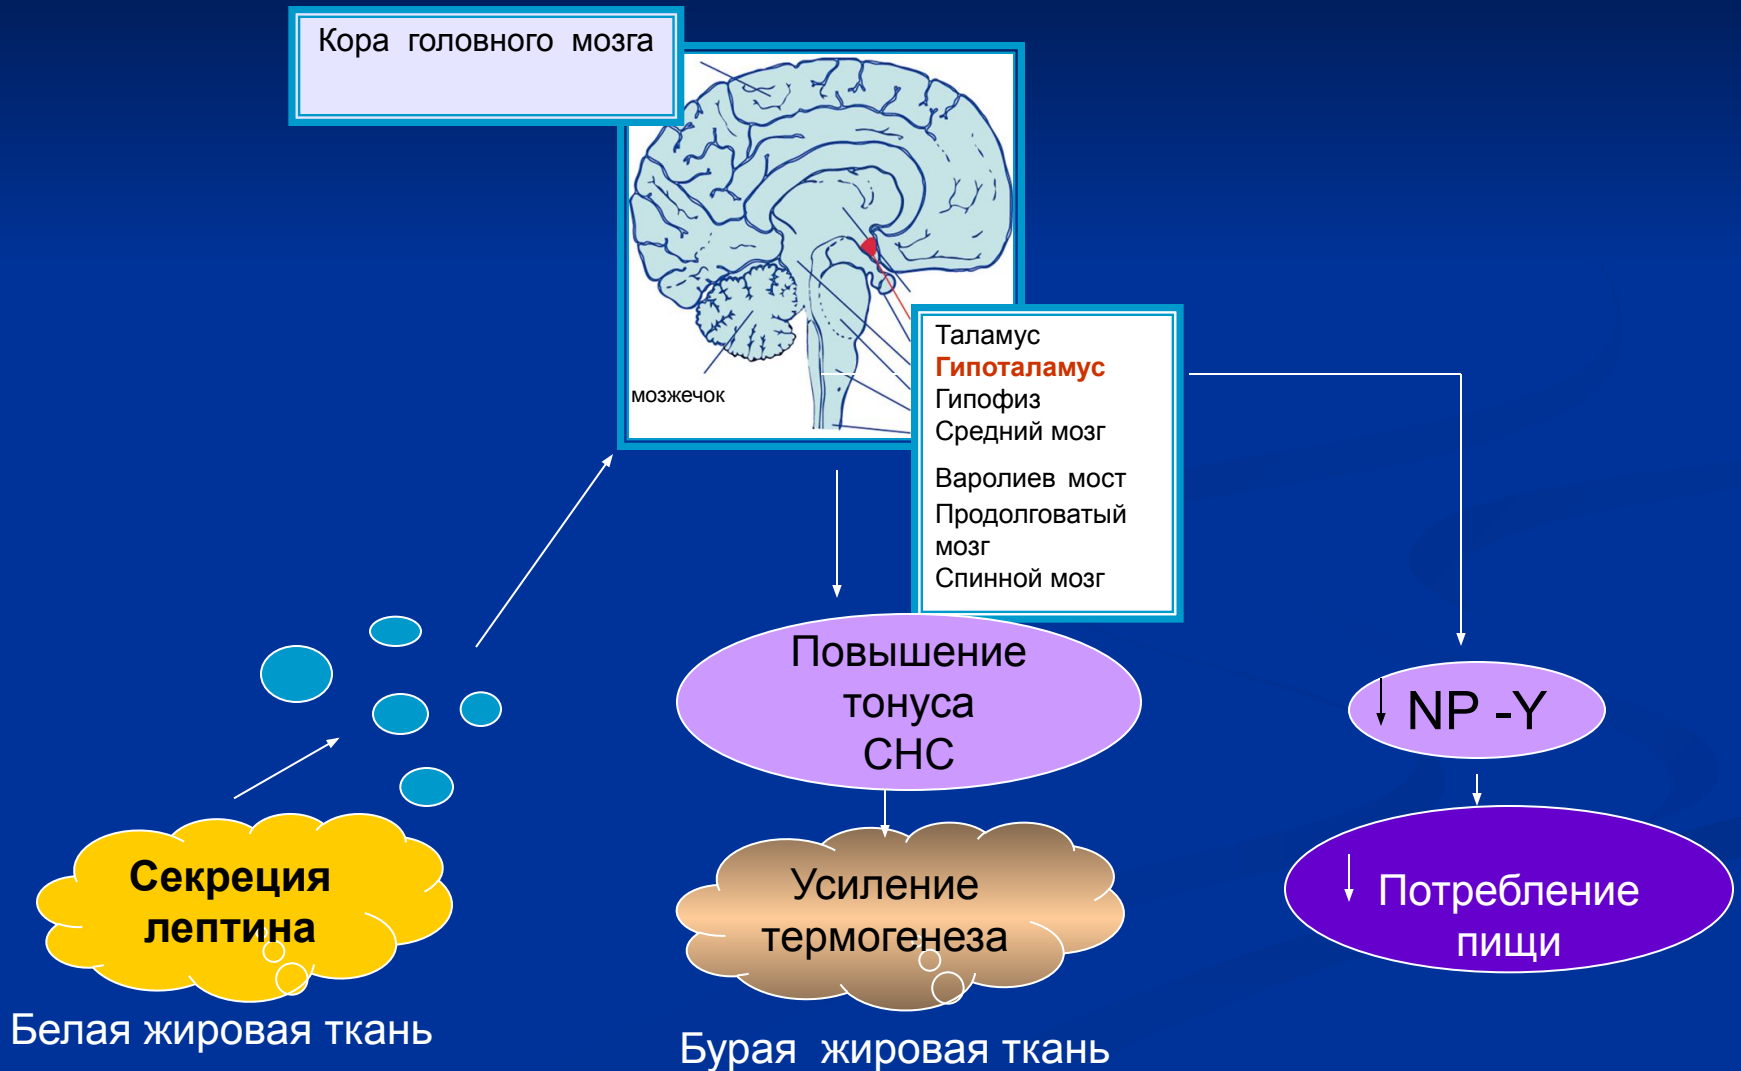 Кора головного мозга
мозжечок
Таламус
Гипоталамус
Гипофиз
Средний мозг
Варолиев мост
Продолговатый
мозг
Спинной мозг
Повышение
тонуса
СНС
NP -Y
Секреция
лептина
Усиление
термогенеза
Потребление
пищи
Белая жировая ткань
Бурая жировая ткань